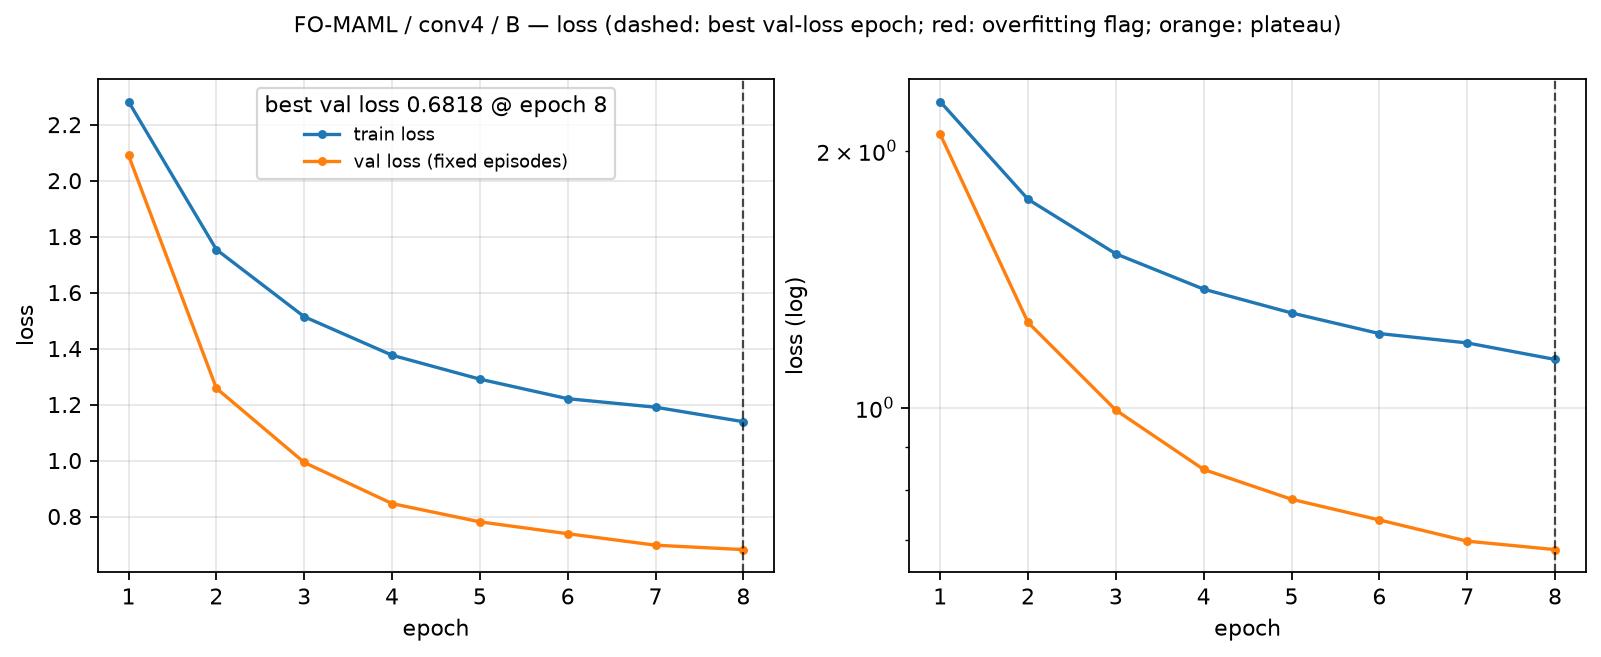 FO-MAML / conv4 / B — loss (dashed: best val-loss epoch; red: overfitting flag; orange: plateau)
best val loss 0.6818 @ epoch 8
train loss
val loss (fixed episodes)
2.2
2.0
1.8
1.6
1.4
1.2
1.0
0.8
loss
1 2 3 4 5 6 7 8
epoch
2 × 10⁰
10⁰
loss (log)
1 2 3 4 5 6 7 8
epoch